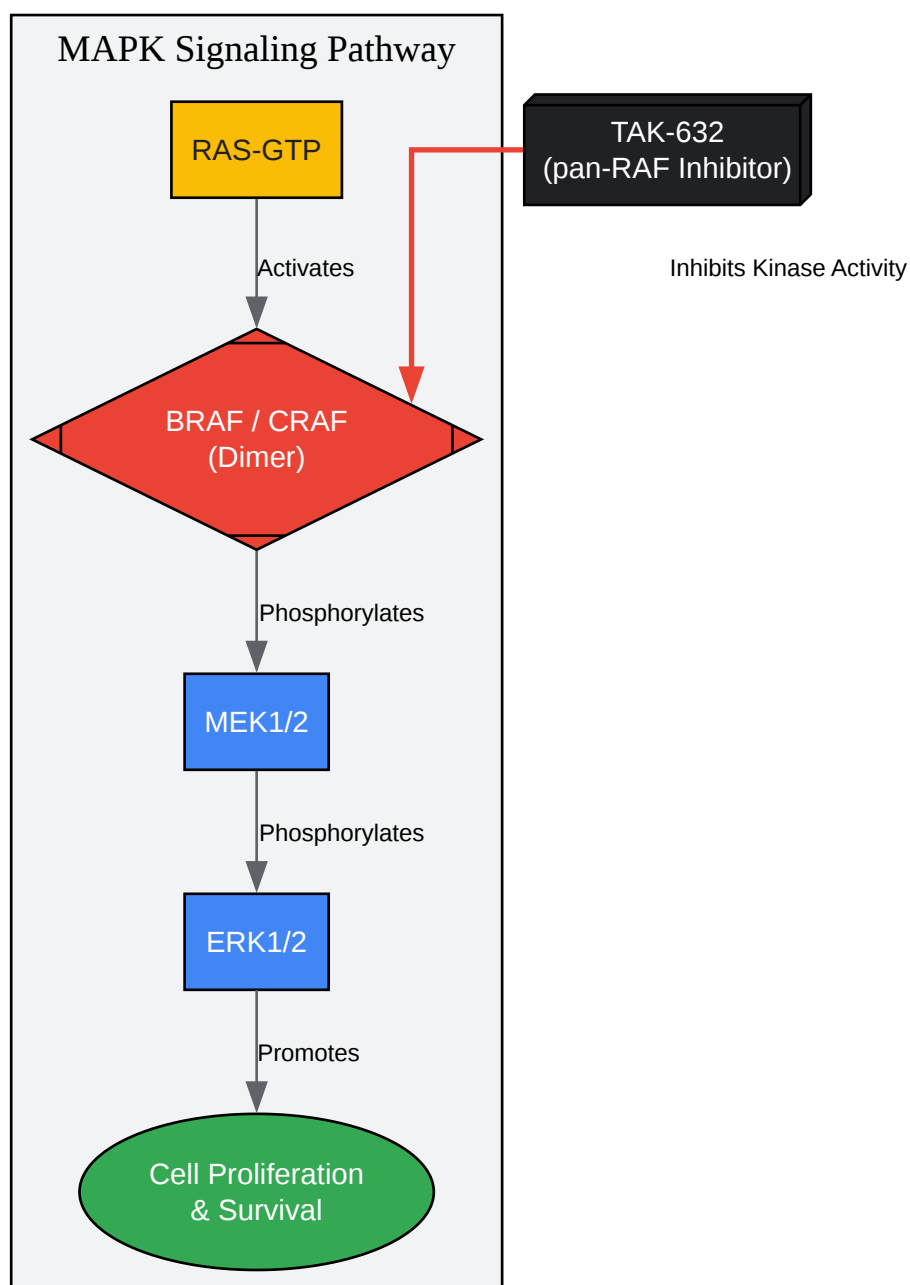 MAPK Signaling Pathway
RAS-GTP
TAK-632
(pan-RAF Inhibitor)
Activates
Inhibits Kinase Activity
BRAF / CRAF
(Dimer)
Phosphorylates
MEK1/2
Phosphorylates
ERK1/2
Promotes
Cell Proliferation
& Survival